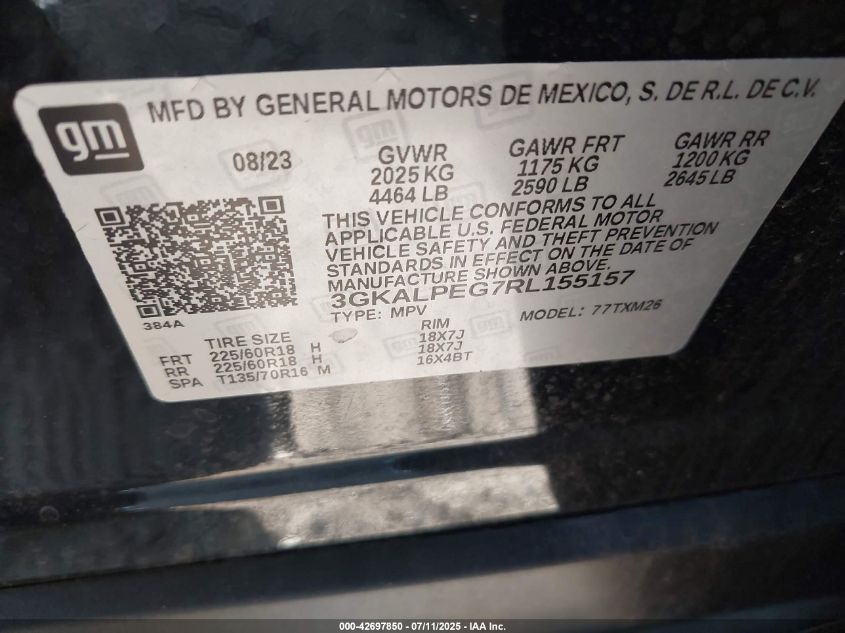 gm
MFD BY GENERAL MOTORS DE MEXICO, S. DE R.L. DE C.V.
08/23
GVWR
2025 KG
4464 LB
GAWR FRT
1175 KG
2590 LB
GAWR RR
1200 KG
2645 LB
THIS VEHICLE CONFORMS TO ALL
APPLICABLE U.S. FEDERAL MOTOR
VEHICLE SAFETY AND THEFT PREVENTION
STANDARDS IN EFFECT ON THE DATE OF
MANUFACTURE SHOWN ABOVE.
3GKALPEG7RL155157
TYPE: MPV MODEL: 77TXM26
384A
TIRE SIZE RIM
FRT 225/60R18 H 18X7J
RR 225/60R18 H 18X7J
SPA T135/70R16 M 16X4BT
000-42697850 - 07/11/2025 - IAA Inc.